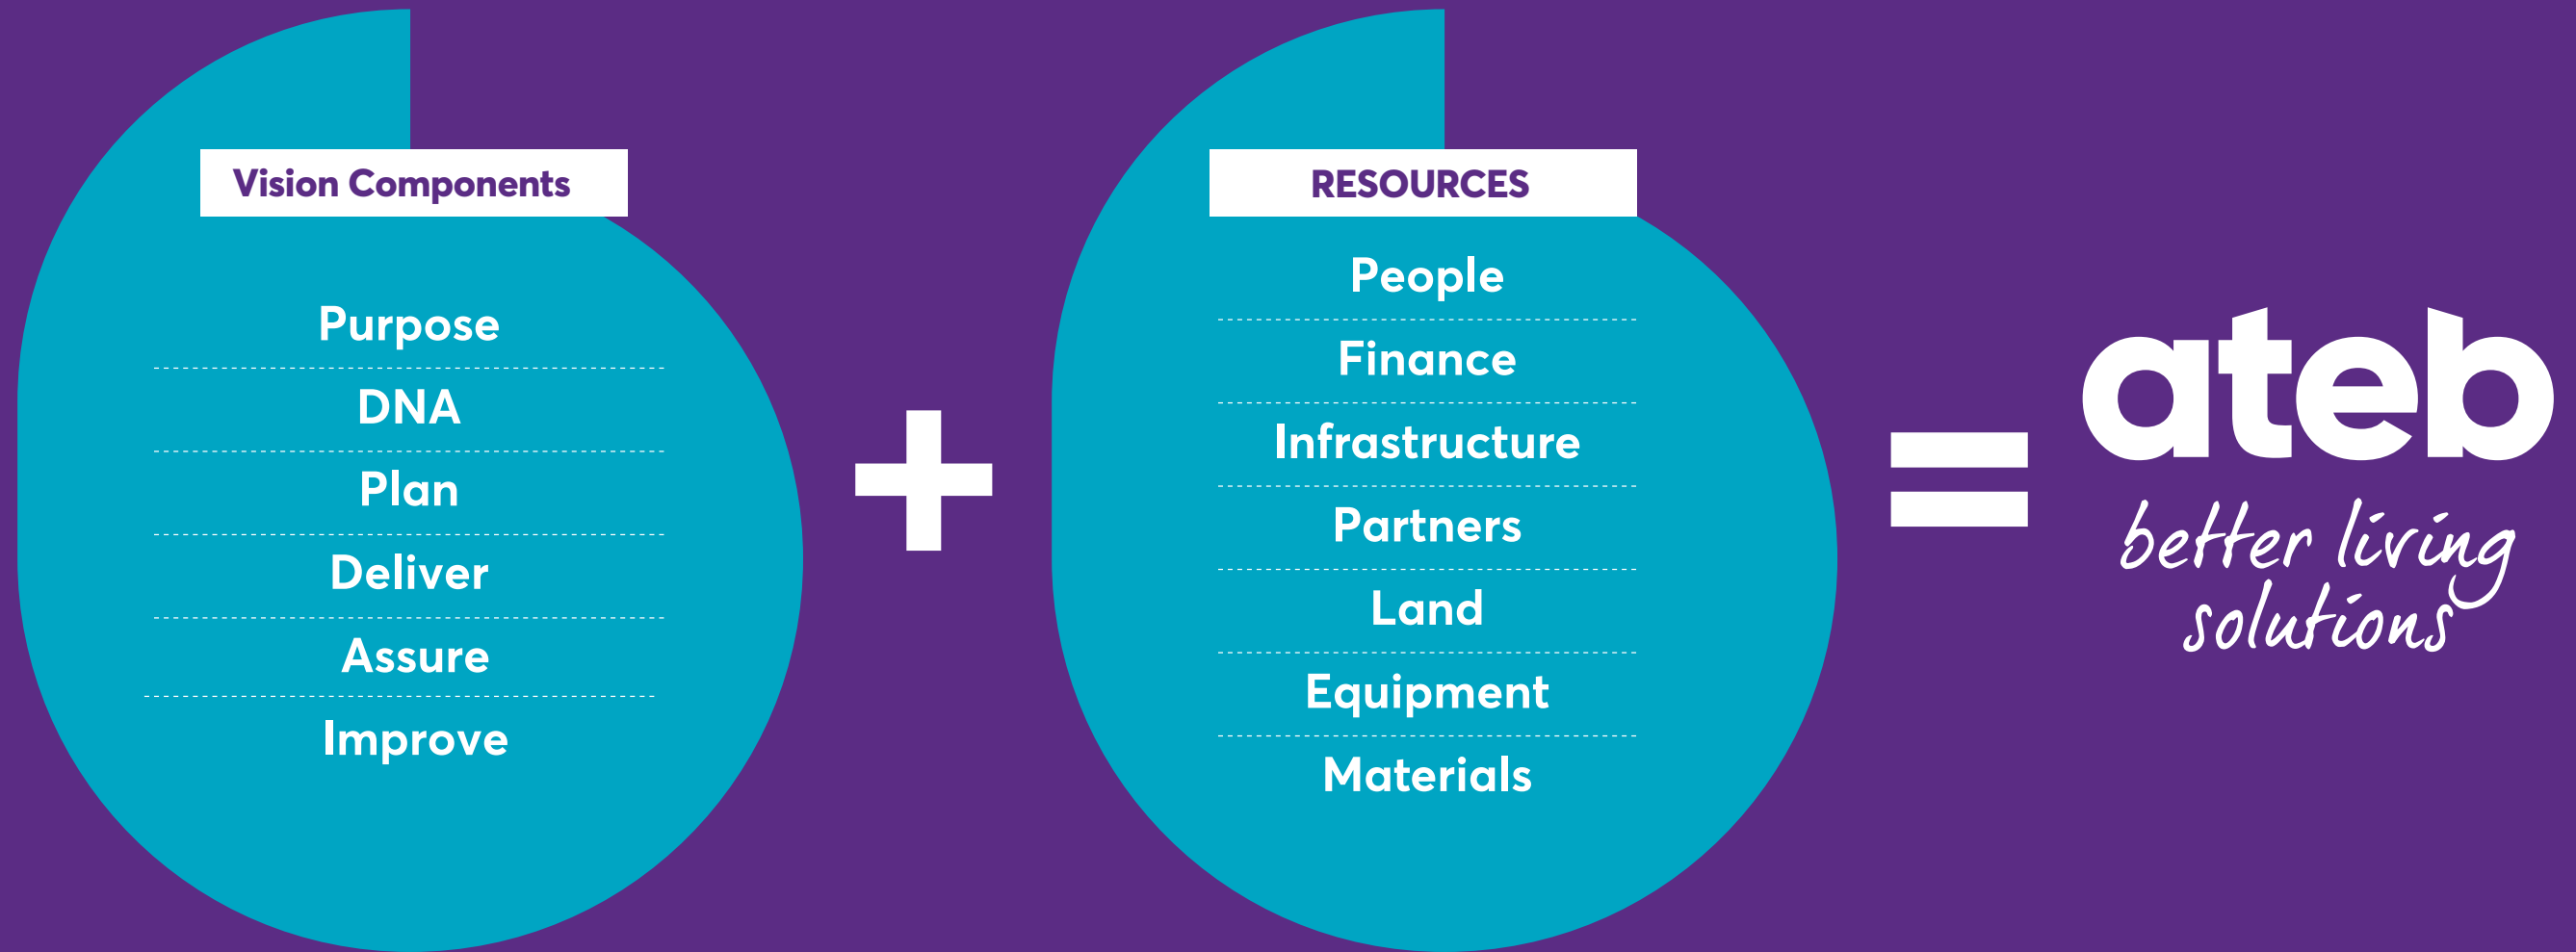 Vision Components
Purpose
DNA
Plan
Deliver
Assure
Improve
+
RESOURCES
People
Finance
Infrastructure
Partners
Land
Equipment
Materials
=
ateb
better living
solutions